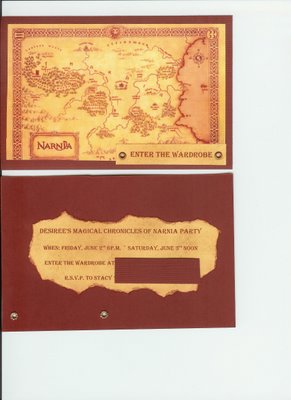 NARNIA
ENTER THE WARDROBE
DESIREE'S MAGICAL CHRONICLES OF NARNIA PARTY
WHEN: FRIDAY, JUNE 2ND 6P.M. ~ SATURDAY, JUNE 3RD NOON
ENTER THE WARDROBE AT
R.S.V.P. TO STACY